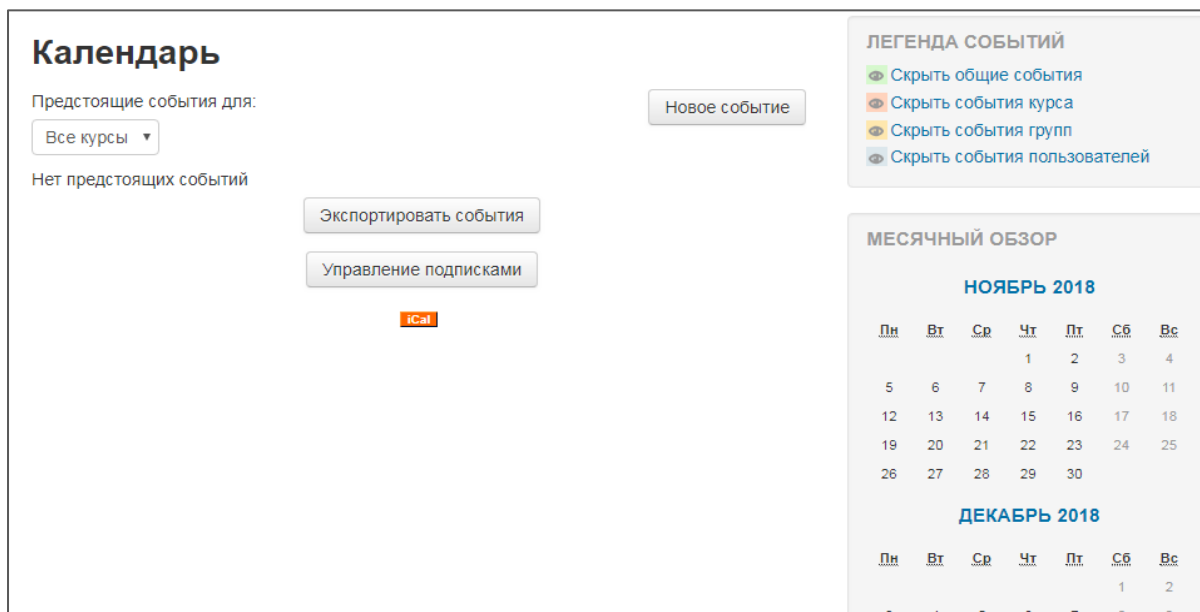 Календарь
Предстоящие события для:
Новое событие
Все курсы
Нет предстоящих событий
Экспортировать события
Управление подписками
iCal
ЛЕГЕНДА СОБЫТИЙ
Скрыть общие события
Скрыть события курса
Скрыть события групп
Скрыть события пользователей
МЕСЯЧНЫЙ ОБЗОР
НОЯБРЬ 2018
Пн Вт Ср Чт Пт Сб Вс
1 2 3 4
5 6 7 8 9 10 11
12 13 14 15 16 17 18
19 20 21 22 23 24 25
26 27 28 29 30
ДЕКАБРЬ 2018
Пн Вт Ср Чт Пт Сб Вс
1 2